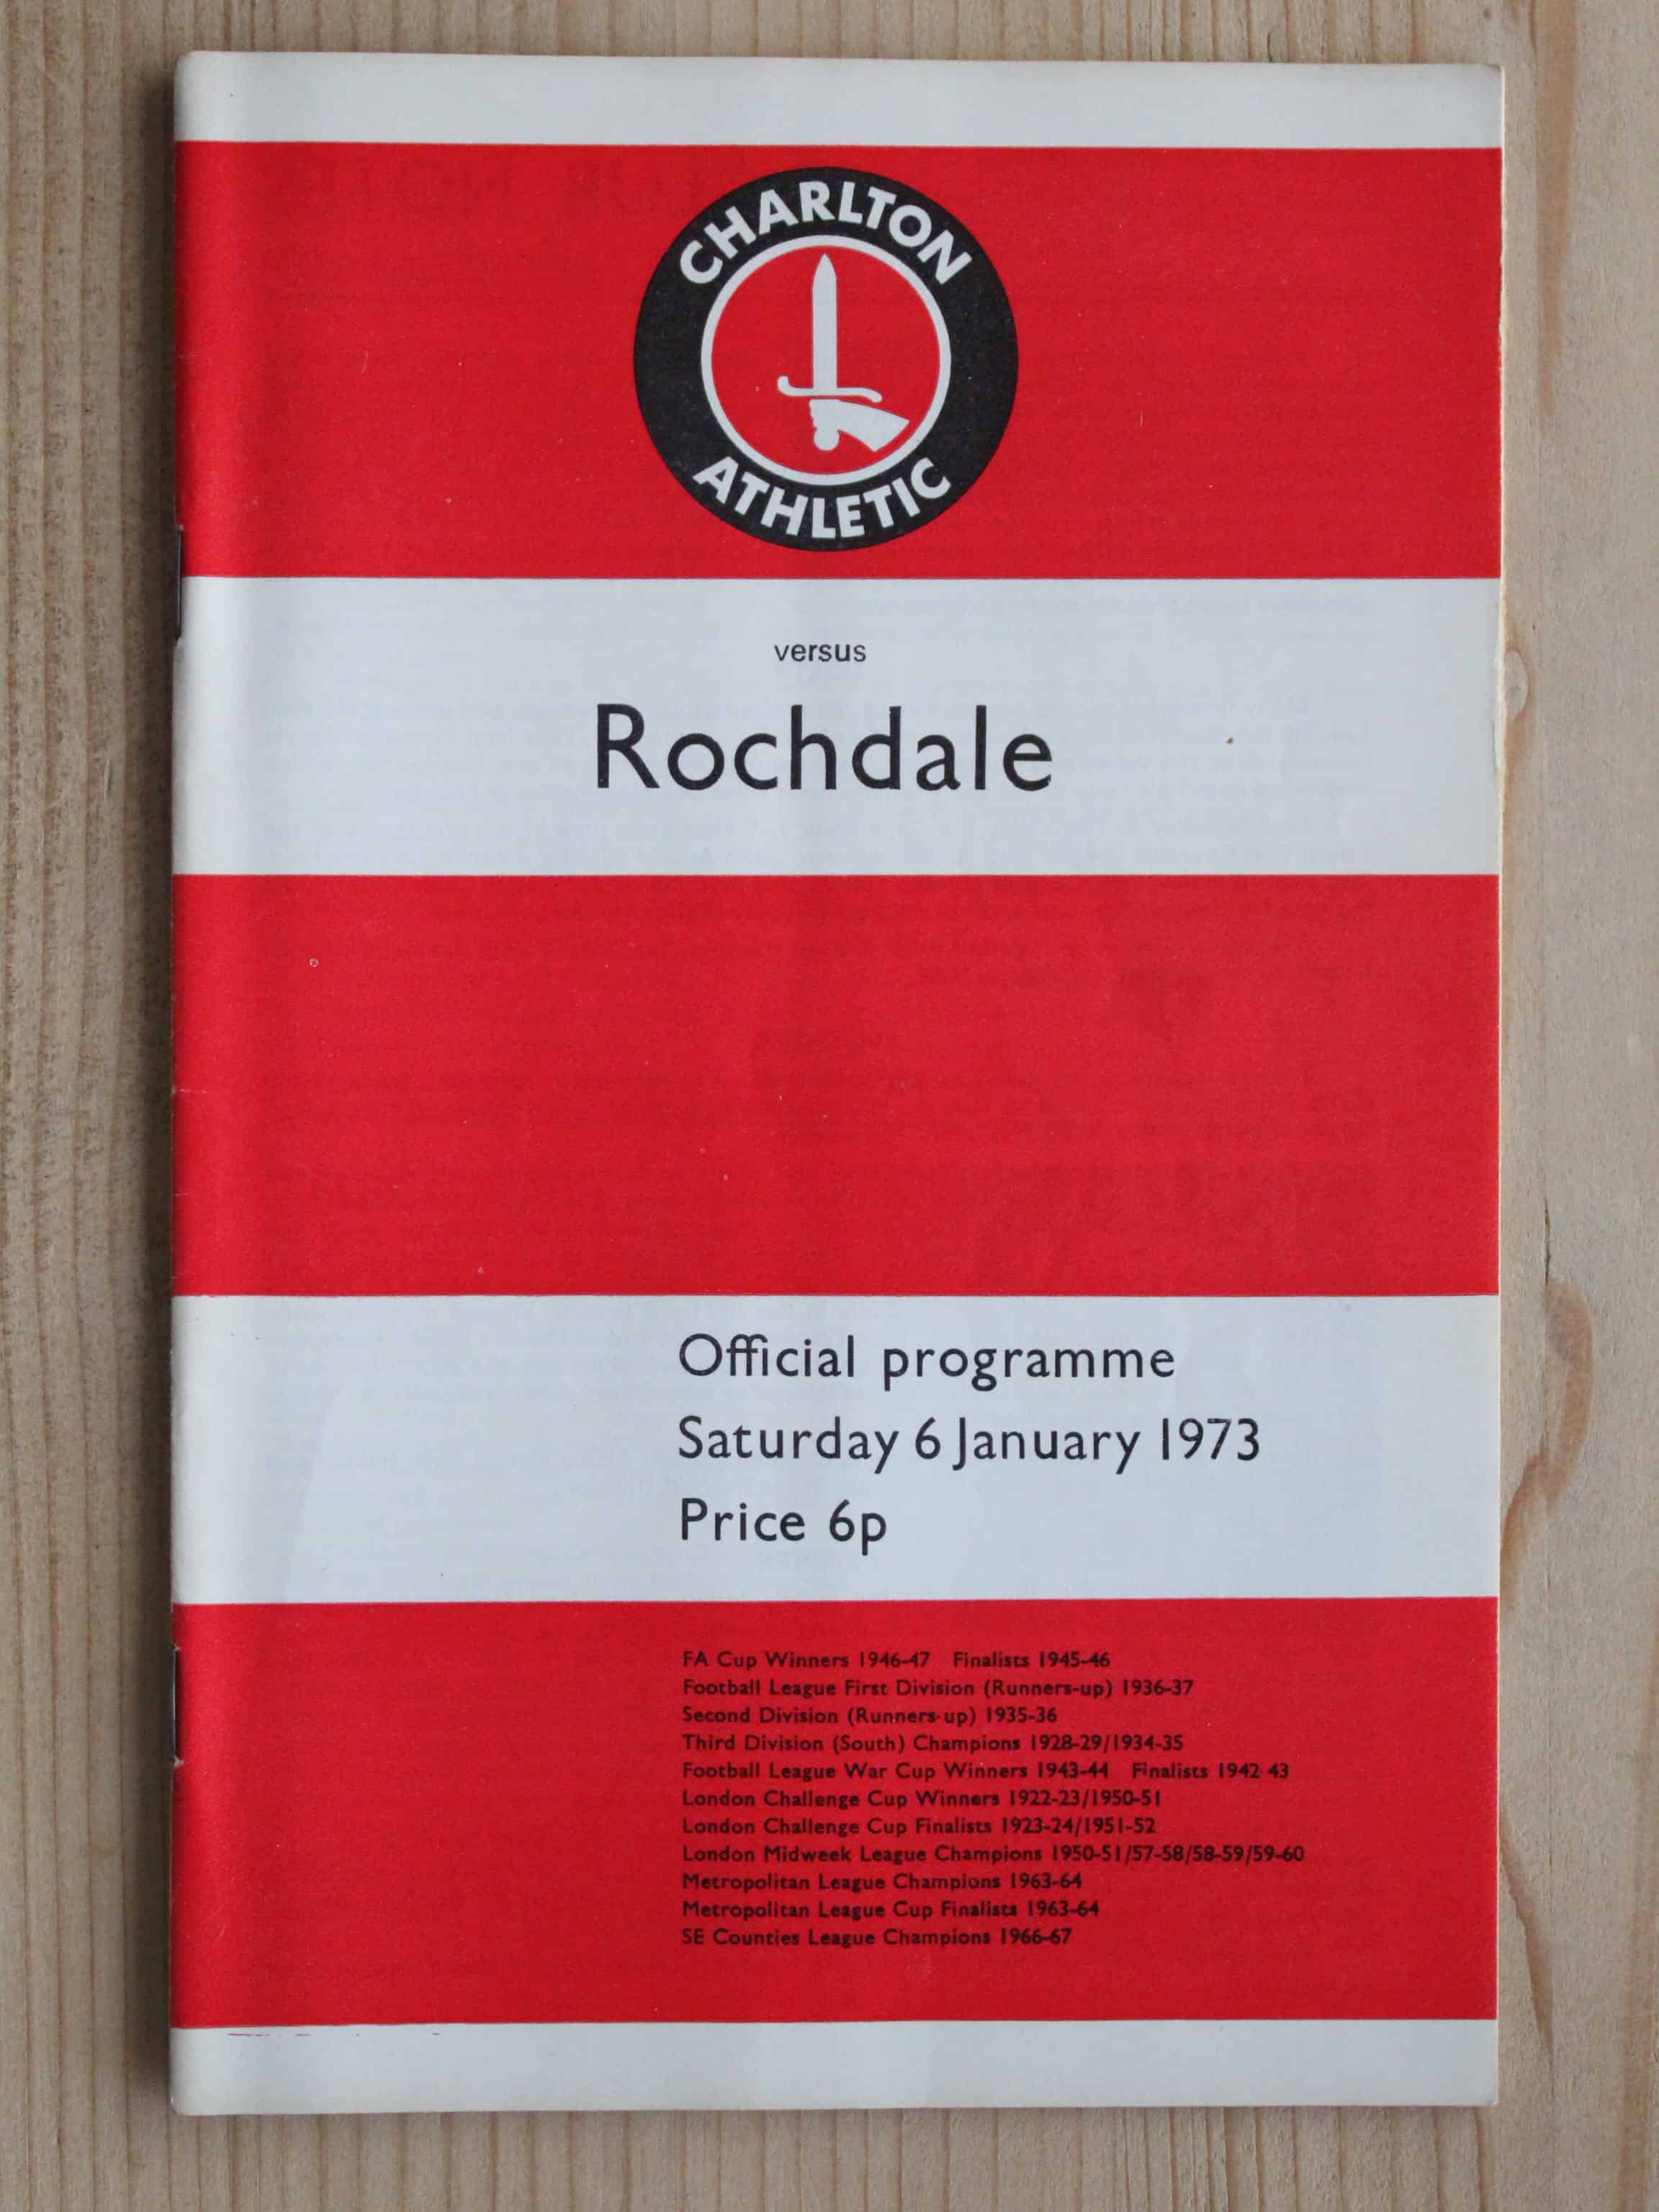 CHARLTON
ATHLETIC
versus
Rochdale
Official programme
Saturday 6 January 1973
Price 6p
FA Cup Winners 1946-47 Finalists 1945-46
Football League First Division (Runners-up) 1936-37
Second Division (Runners-up) 1935-36
Third Division (South) Champions 1928-29/1934-35
Football League War Cup Winners 1943-44 Finalists 1942 43
London Challenge Cup Winners 1922-23/1950-51
London Challenge Cup Finalists 1923-24/1951-52
London Midweek League Champions 1950-51/57-58/58-59/59-60
Metropolitan League Champions 1963-64
Metropolitan League Cup Finalists 1963-64
SE Counties League Champions 1966-67